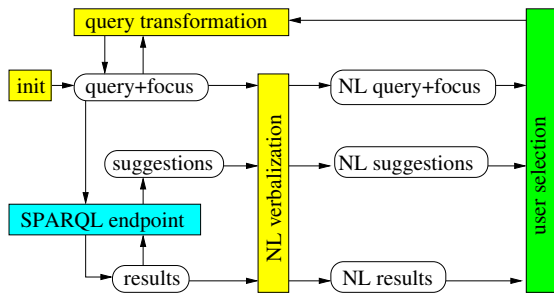 query transformation
init
query+focus
NL query+focus
suggestions
NL suggestions
SPARQL endpoint
results
NL results
NL verbalization
user selection